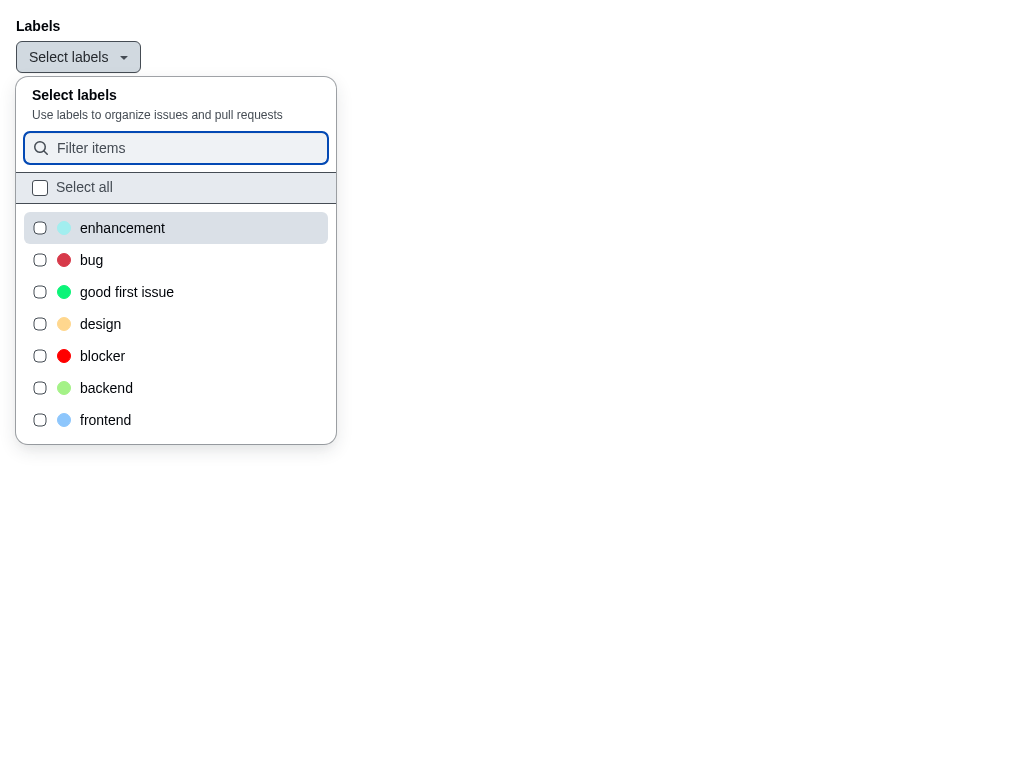 Labels
Select labels
Select labels
Use labels to organize issues and pull requests
Filter items
Select all
enhancement
bug
good first issue
design
blocker
backend
frontend